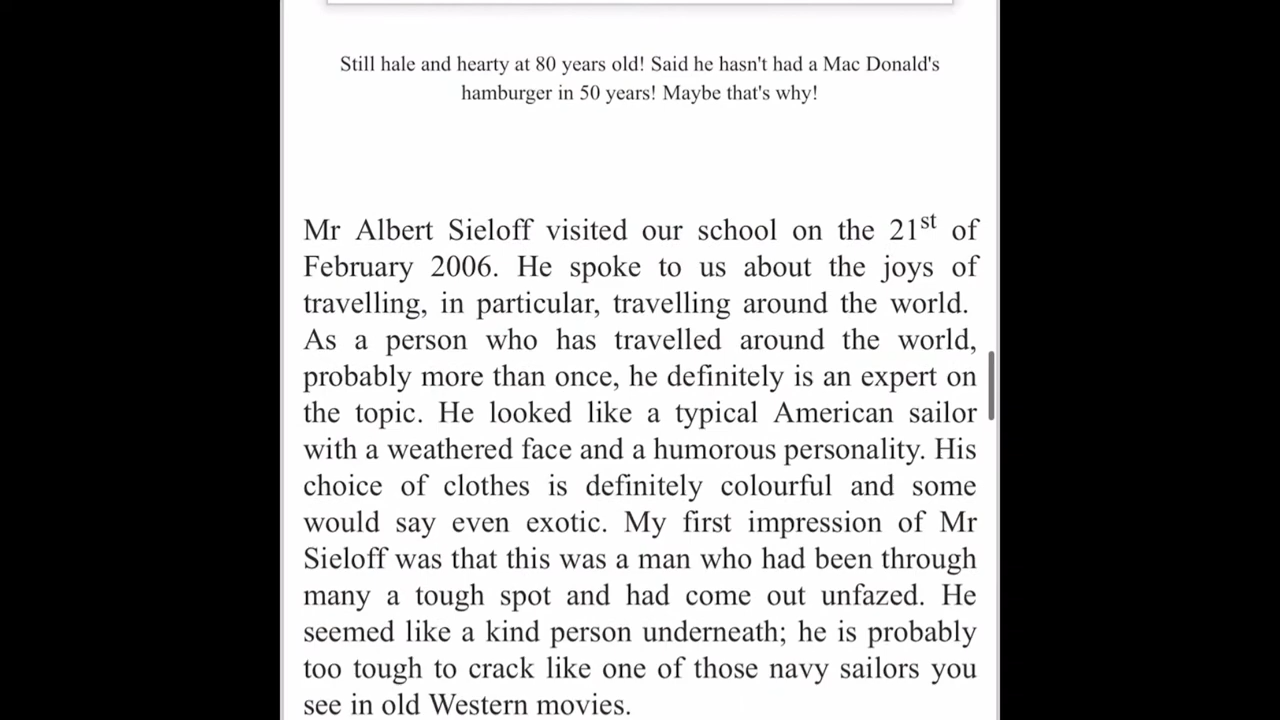 Still hale and hearty at 80 years old! Said he hasn't had a Mac Donald's
hamburger in 50 years! Maybe that's why!
Mr Albert Sieloff visited our school on the 21st of
February 2006. He spoke to us about the joys of
travelling, in particular, travelling around the world.
As a person who has travelled around the world,
probably more than once, he definitely is an expert on
the topic. He looked like a typical American sailor
with a weathered face and a humorous personality. His
choice of clothes is definitely colourful and some
would say even exotic. My first impression of Mr
Sieloff was that this was a man who had been through
many a tough spot and had come out unfazed. He
seemed like a kind person underneath; he is probably
too tough to crack like one of those navy sailors you
see in old Western movies.